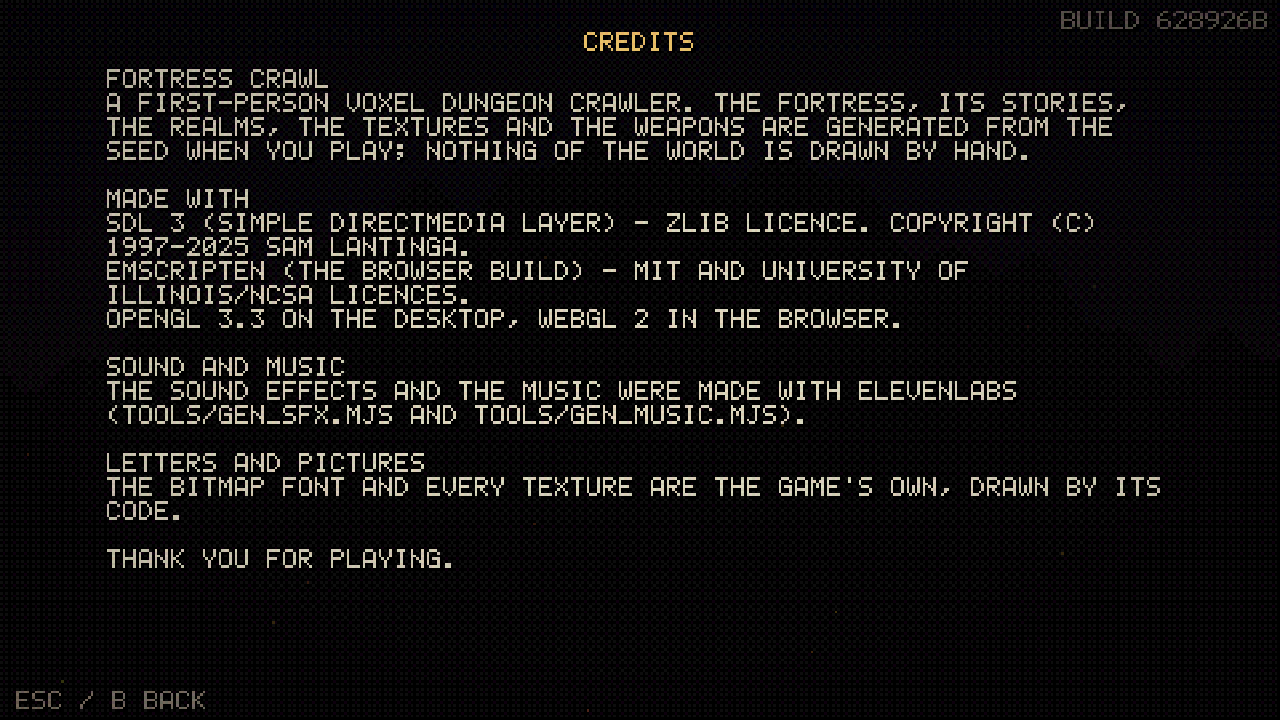 BUILD 628926B
CREDITS
FORTRESS CRAWL
A FIRST-PERSON VOXEL DUNGEON CRAWLER. THE FORTRESS, ITS STORIES,
THE REALMS, THE TEXTURES AND THE WEAPONS ARE GENERATED FROM THE
SEED WHEN YOU PLAY; NOTHING OF THE WORLD IS DRAWN BY HAND.
MADE WITH
SDL 3 (SIMPLE DIRECTMEDIA LAYER) - ZLIB LICENCE. COPYRIGHT (C)
1997-2025 SAM LANTINGA.
EMSCRIPTEN (THE BROWSER BUILD) - MIT AND UNIVERSITY OF
ILLINOIS/NCSA LICENCES.
OPENGL 3.3 ON THE DESKTOP, WEBGL 2 IN THE BROWSER.
SOUND AND MUSIC
THE SOUND EFFECTS AND THE MUSIC WERE MADE WITH ELEVENLABS
(TOOLS/GEN_SFX.MJS AND TOOLS/GEN_MUSIC.MJS).
LETTERS AND PICTURES
THE BITMAP FONT AND EVERY TEXTURE ARE THE GAME'S OWN, DRAWN BY ITS
CODE.
THANK YOU FOR PLAYING.
ESC / B BACK